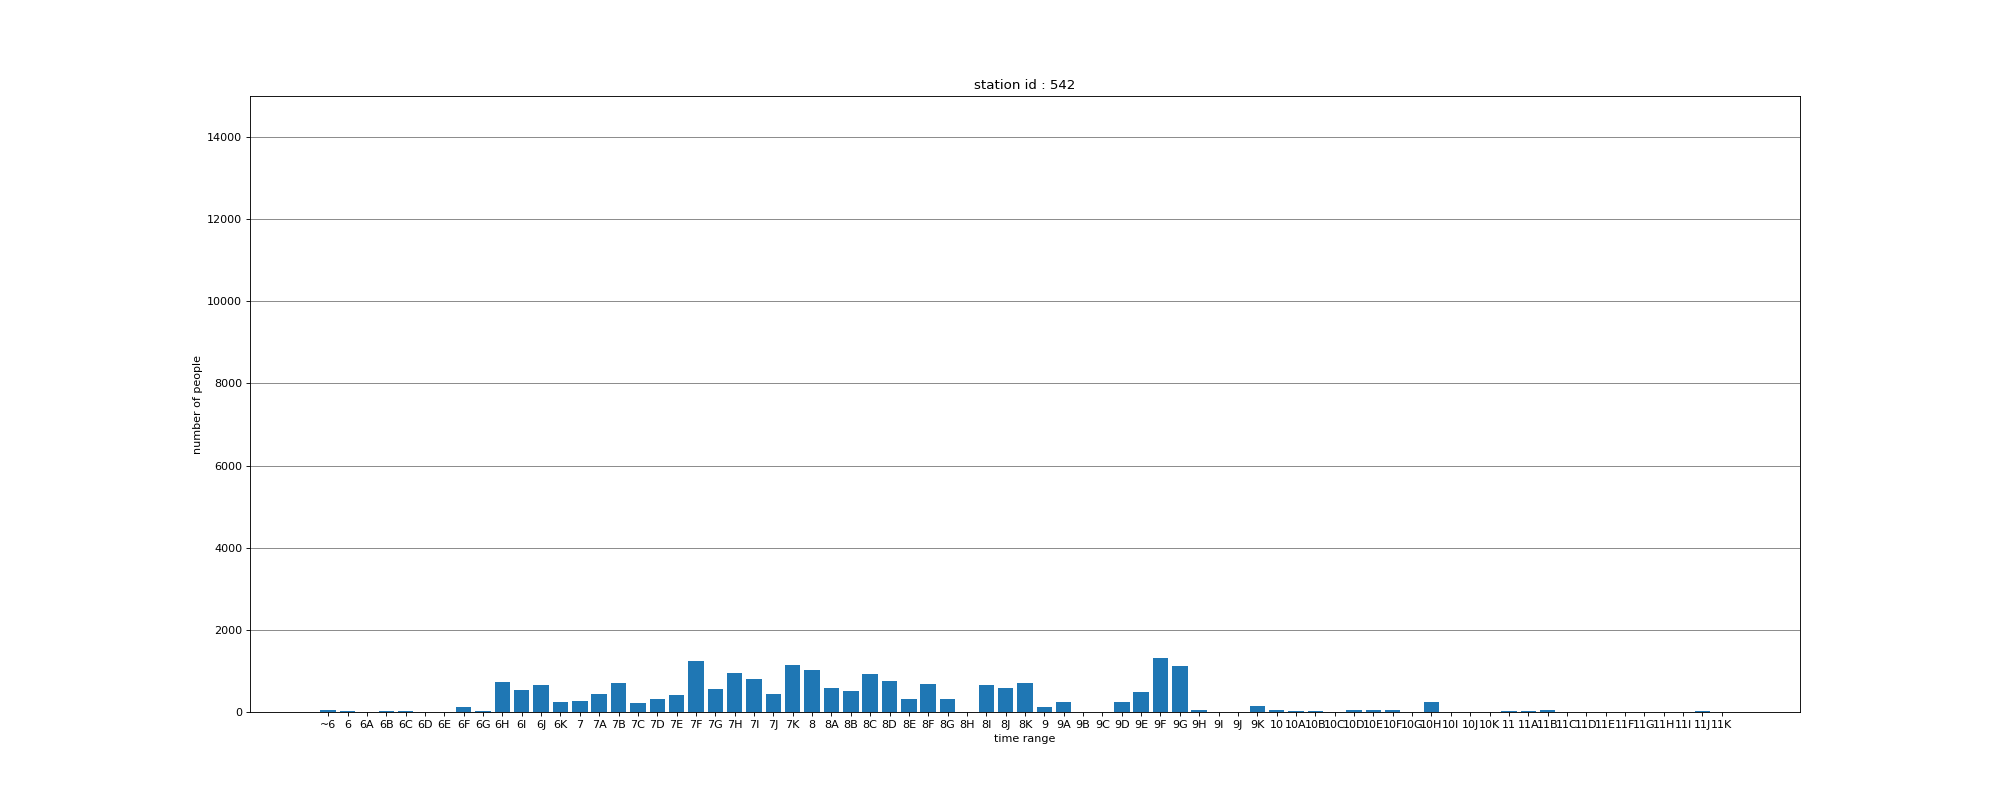 station id : 542
14000
12000
10000
8000
6000
4000
2000
0
number of people
~6 6 6A 6B 6C 6D 6E 6F 6G 6H 6I 6J 6K 7 7A 7B 7C 7D 7E 7F 7G 7H 7I 7J 7K 8 8A 8B 8C 8D 8E 8F 8G 8H 8I 8J 8K 9 9A 9B 9C 9D 9E 9F 9G 9H 9I 9J 9K 10 10A 10B 10C 10D 10E 10F 10G 10H 10I 10J 10K 11 11A 11B 11C 11D 11E 11F 11G 11H 11I 11J 11K
time range